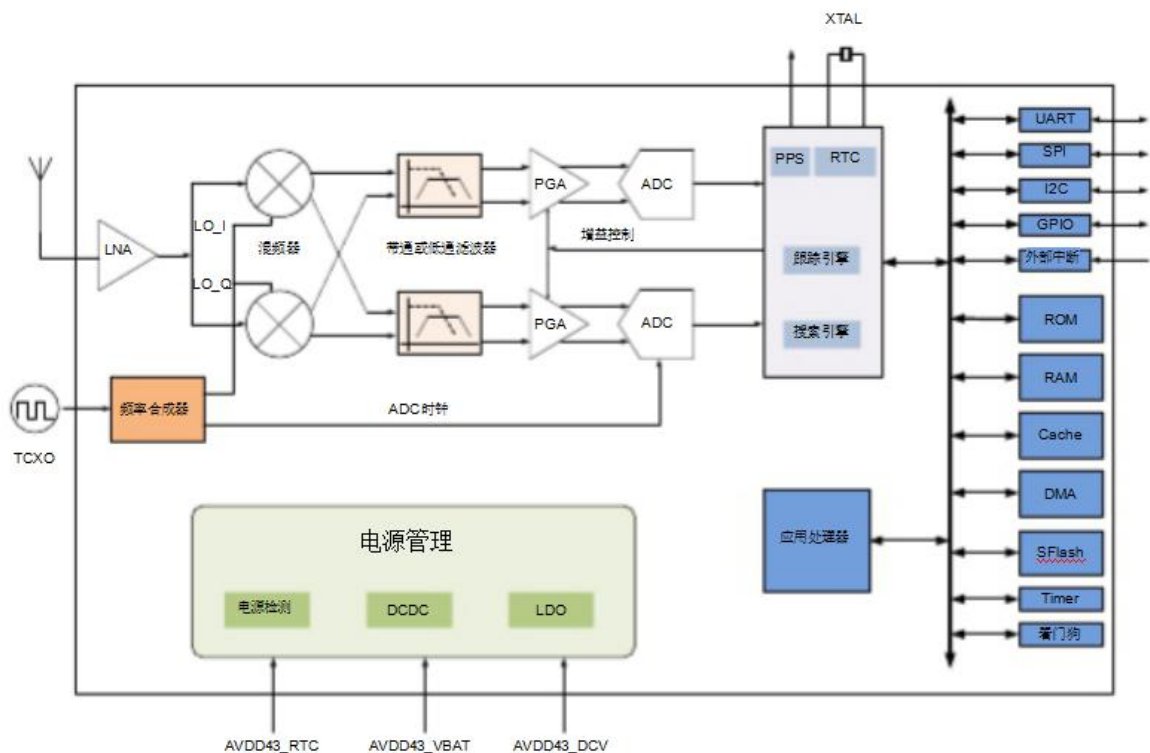 XTAL
UART
SPI
I2C
GPIO
外部中断
PPS
RTC
PGA
ADC
LNA
LO_I
混频器
带通或低通滤波器
增益控制
LO_Q
跟踪引擎
PGA
ADC
搜索引擎
ROM
RAM
Cache
DMA
SFlash
Timer
看门狗
频率合成器
ADC时钟
TCXO
应用处理器
电源管理
电源检测
DCDC
LDO
AVDD43_RTC
AVDD43_VBAT
AVDD43_DCV